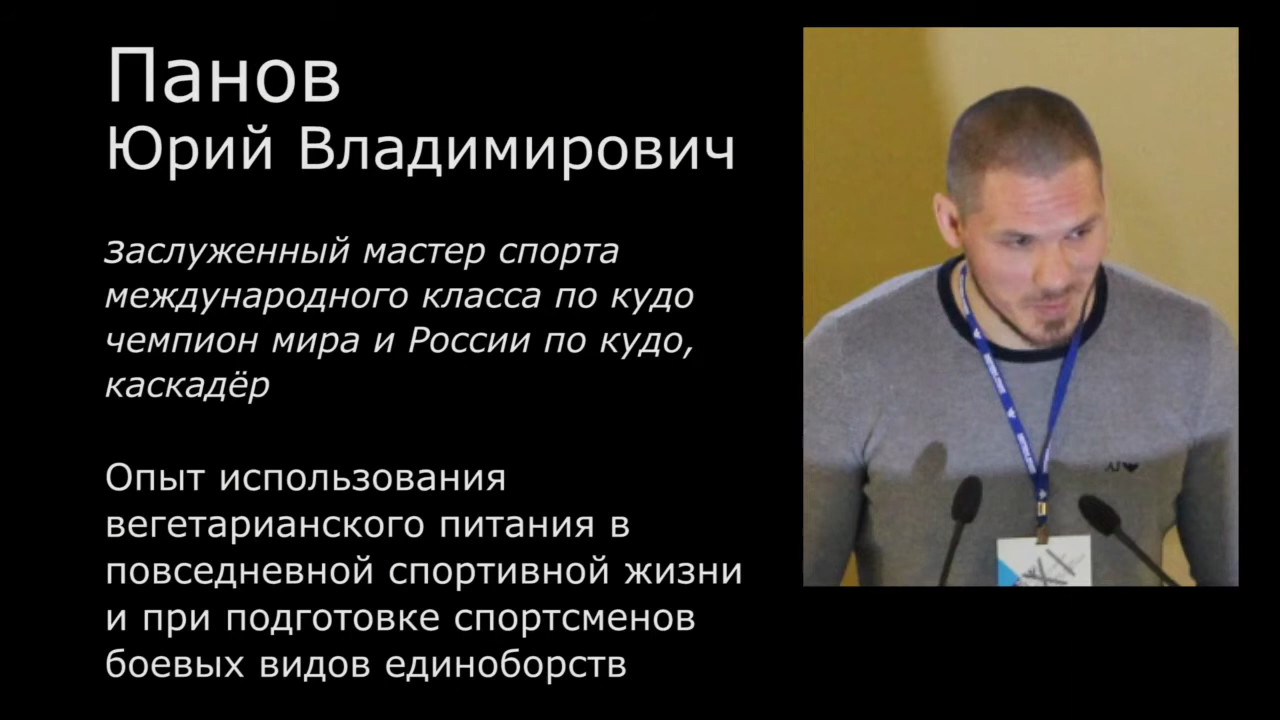 Панов
Юрий Владимирович
заслуженный мастер спорта
международного класса по кудо
чемпион мира и России по кудо,
каскадёр
Опыт использования
вегетарианского питания в
повседневной спортивной жизни
и при подготовке спортсменов
боевых видов единоборств